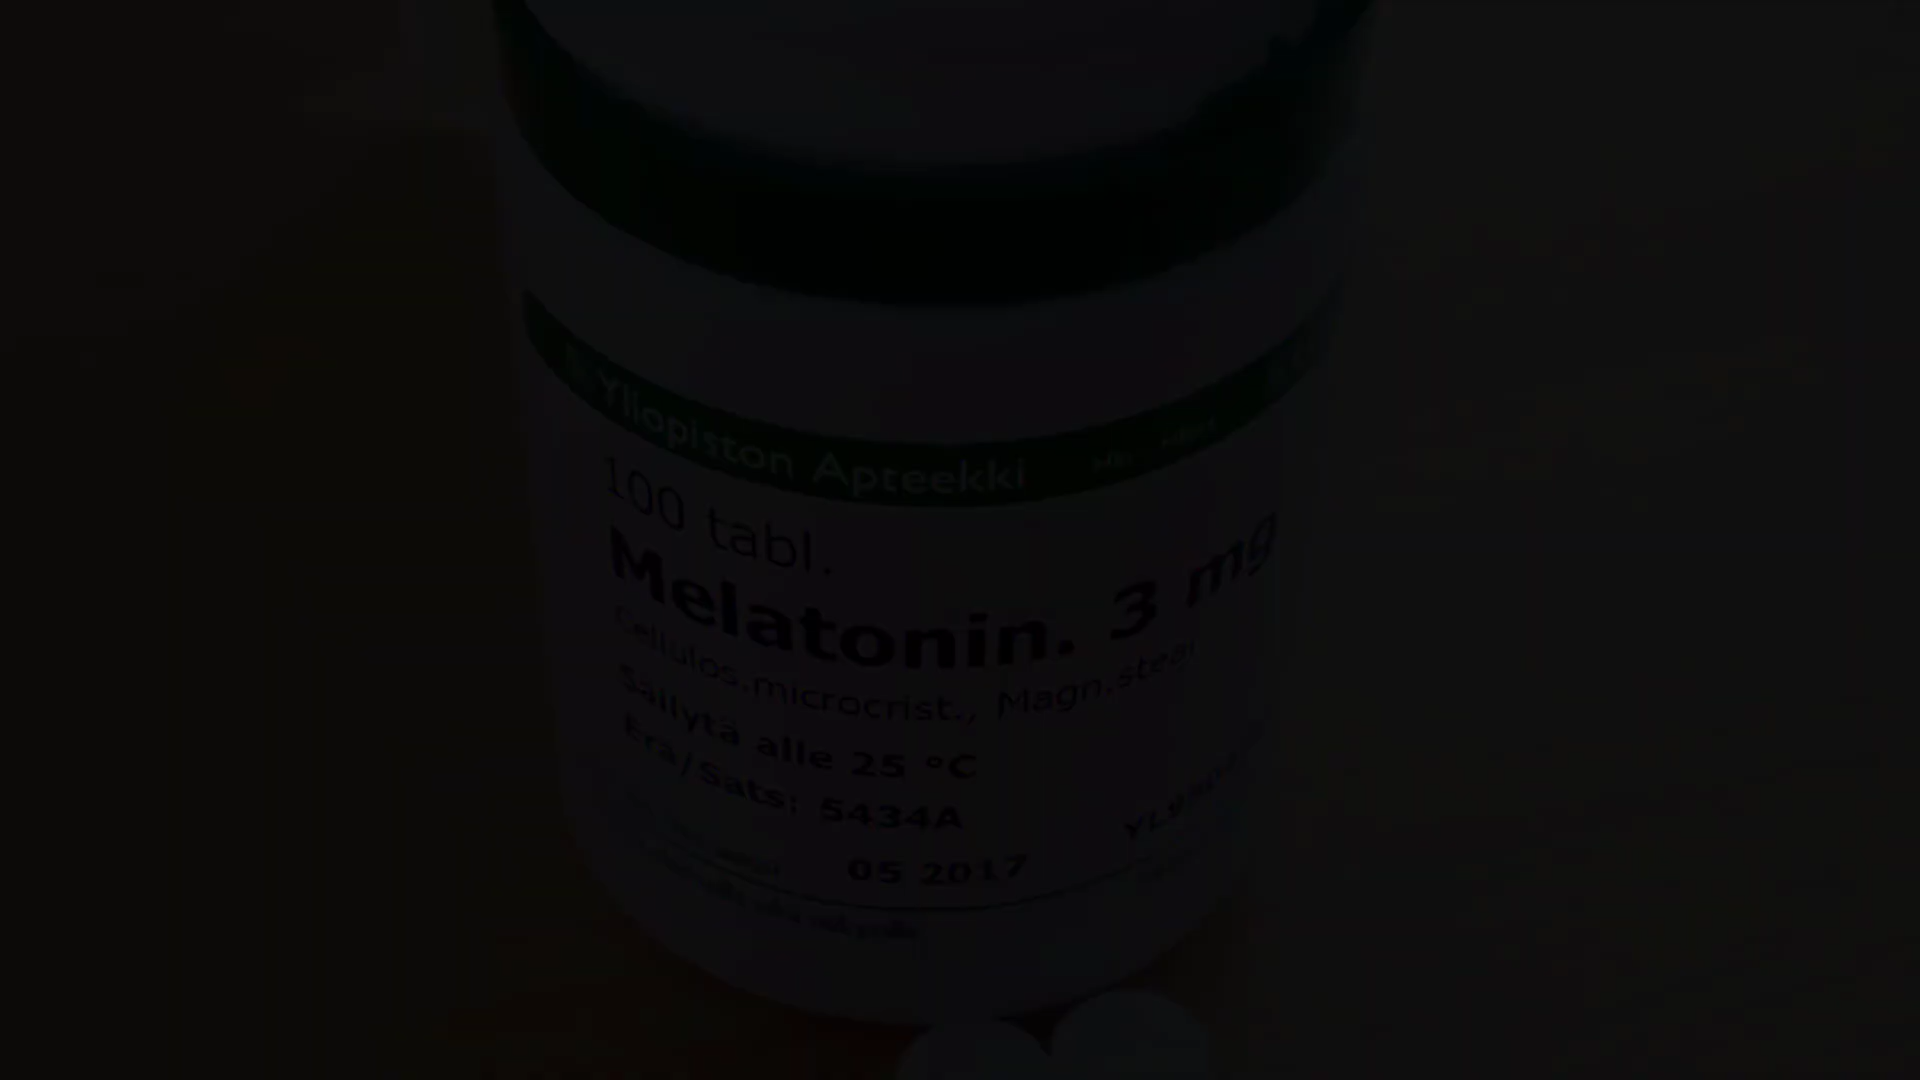 Yliopiston Apteekki
100 tabl.
Melatonin. 3 mg
Cellulos.microcrist., Magn.stear
Säilytä alle 25 °C
Erä/Sats: 5434A
05 2017